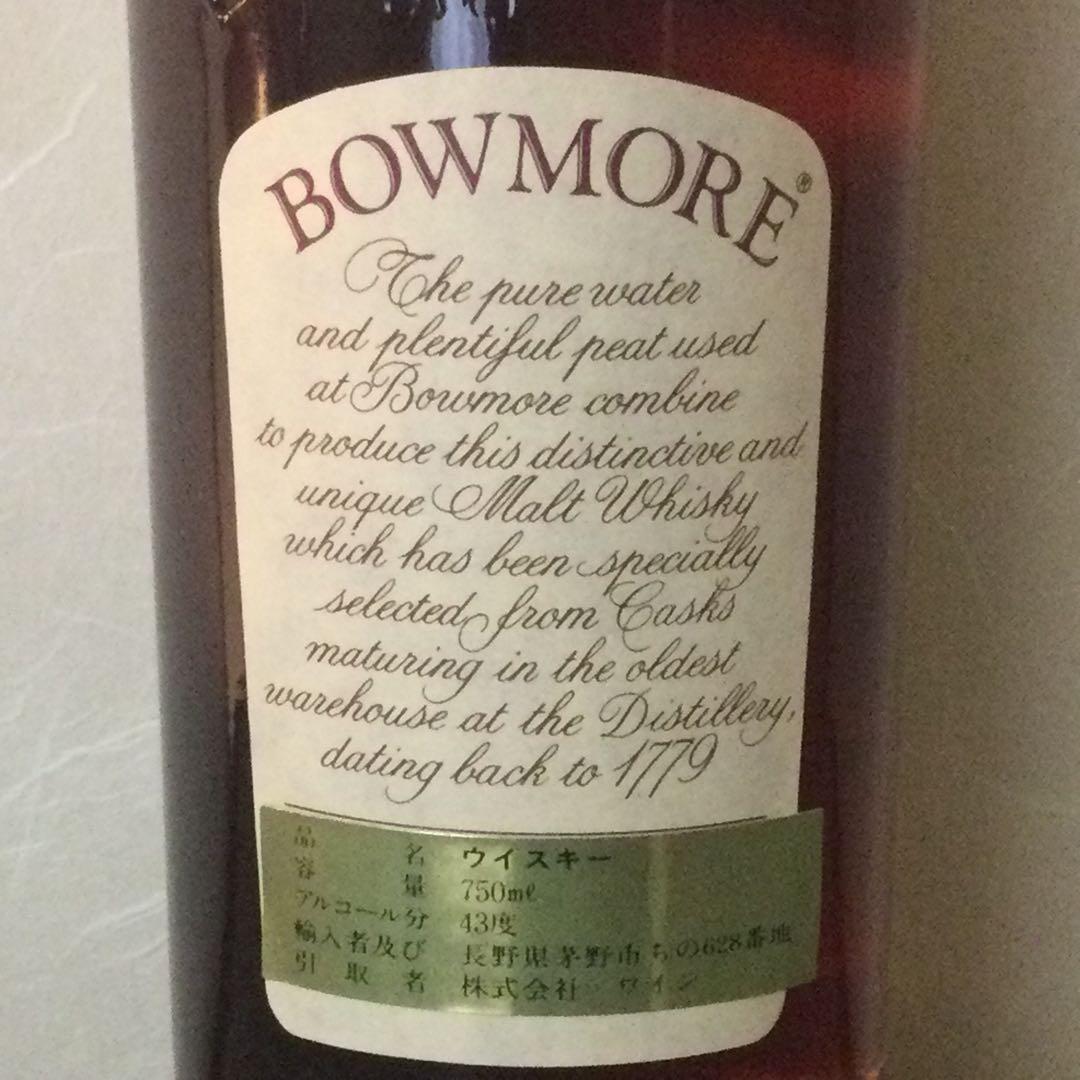 BOWMORE®
The pure water
and plentiful peat used
at Bowmore combine
to produce this distinctive and
unique Malt Whisky
which has been specially
selected from Casks
maturing in the oldest
warehouse at the Distillery,
dating back to 1779
品名 ウイスキー
容量 750mℓ
アルコール分 43度
輸入者及び 長野県茅野市ちの628番地
引取者 株式会社 ワイン